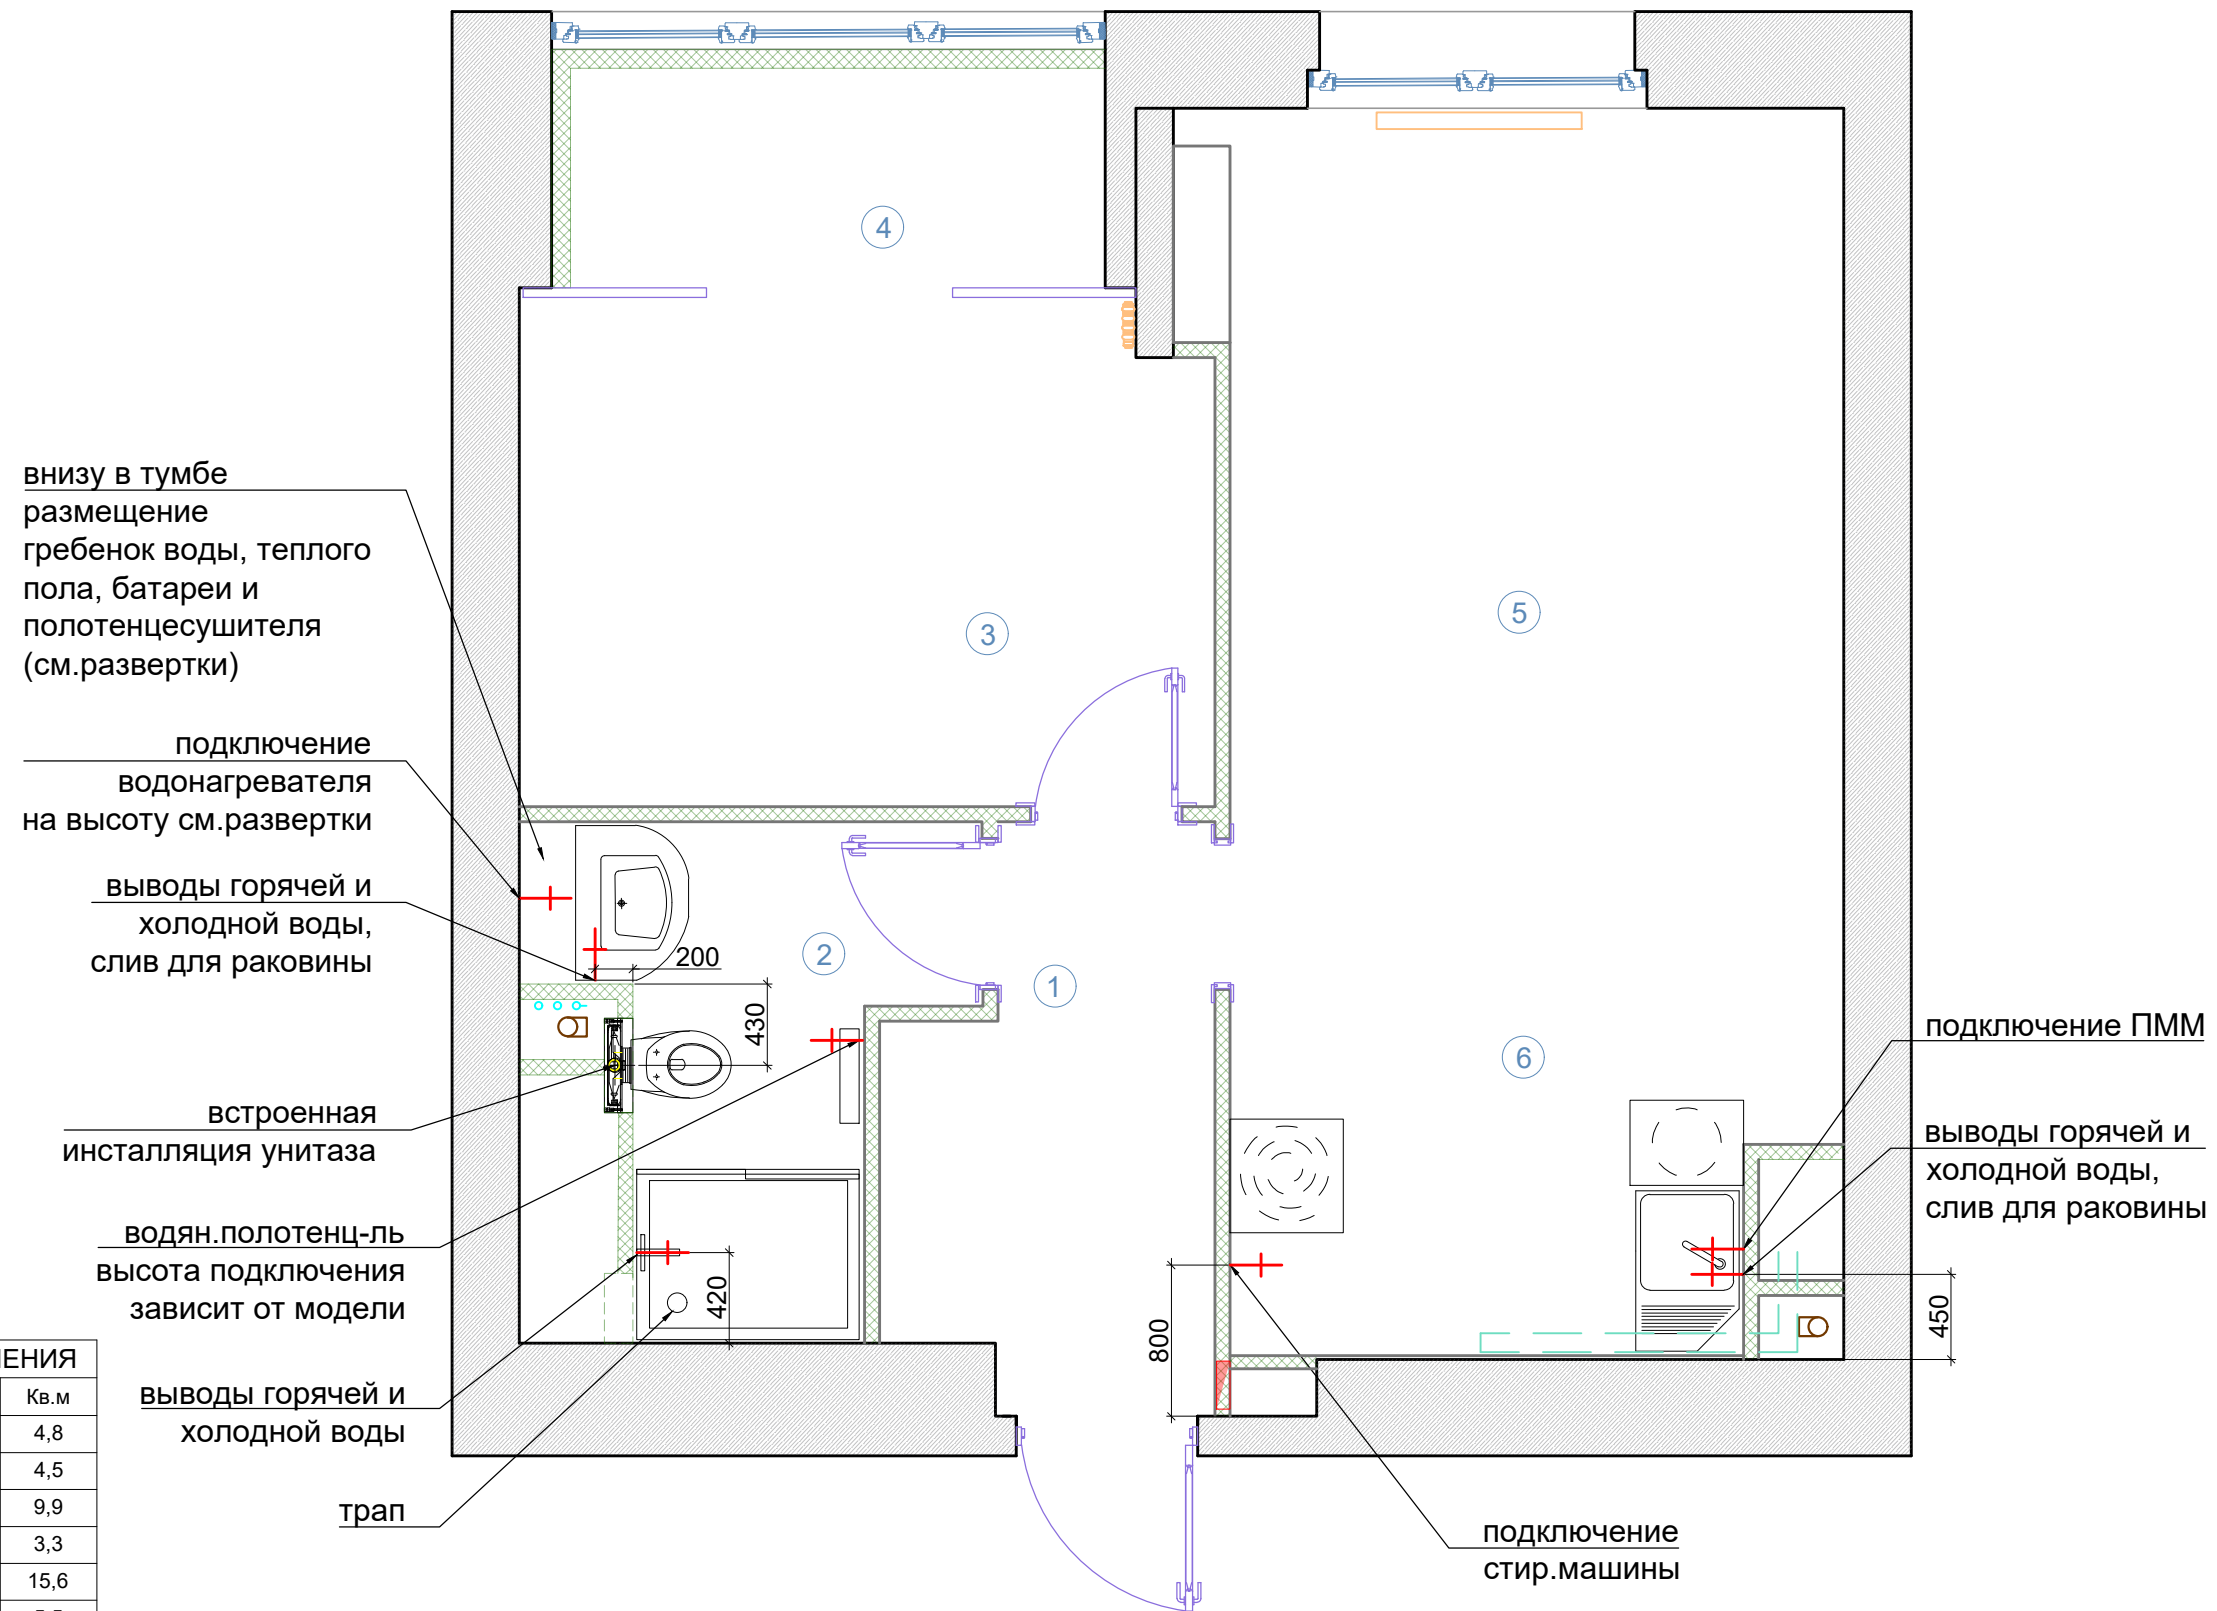 внизу в тумбе
размещение
гребенок воды, теплого
пола, батареи и
полотенцесушителя
(см.развертки)
подключение
водонагревателя
на высоту см.развертки
выводы горячей и
холодной воды,
слив для раковины
встроенная
инсталляция унитаза
водян.полотенц-ль
высота подключения
зависит от модели
выводы горячей и
холодной воды
трап
ЕНИЯ
Кв.м
4,8
4,5
9,9
3,3
15,6
4
3
5
2
1
6
200
430
420
800
450
подключение ПММ
выводы горячей и
холодной воды,
слив для раковины
подключение
стир.машины